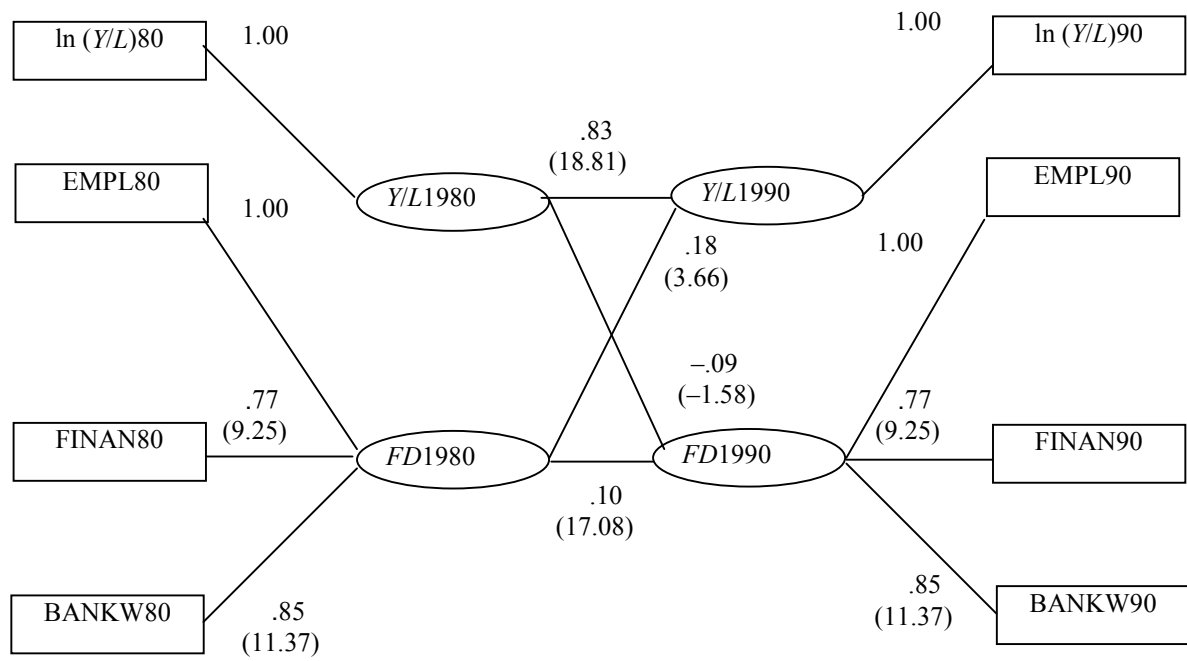 ln (Y/L)80
1.00
1.00
ln (Y/L)90
.83
(18.81)
EMPL80
1.00
Y/L1980
Y/L1990
EMPL90
1.00
.18
(3.66)
–.09
(–1.58)
.77
(9.25)
FINAN80
FD1980
FD1990
.77
(9.25)
FINAN90
.10
(17.08)
BANKW80
.85
(11.37)
.85
(11.37)
BANKW90